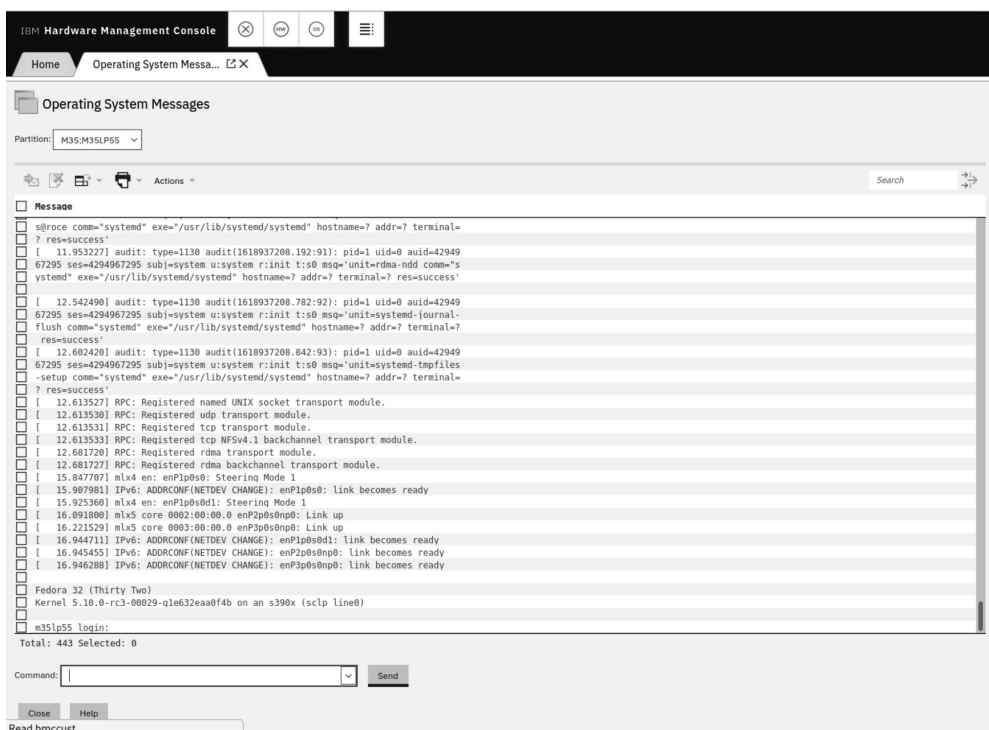 IBM Hardware Management Console
HW
OS
Home
Operating System Messa...
Operating System Messages
Partition: M35:M35LP55
Actions
Search
Message
s@roce comm="systemd" exe="/usr/lib/systemd/systemd" hostname=? addr=? terminal=
? res=success'
[   11.953227] audit: type=1130 audit(1618937208.192:91): pid=1 uid=0 auid=42949
67295 ses=4294967295 subj=system u:system r:init t:s0 msg='unit=rdma-ndd comm="s
ystemd" exe="/usr/lib/systemd/systemd" hostname=? addr=? terminal=? res=success'
[   12.542490] audit: type=1130 audit(1618937208.782:92): pid=1 uid=0 auid=42949
67295 ses=4294967295 subj=system u:system r:init t:s0 msg='unit=systemd-journal-
flush comm="systemd" exe="/usr/lib/systemd/systemd" hostname=? addr=? terminal=?
res=success'
[   12.602420] audit: type=1130 audit(1618937208.842:93): pid=1 uid=0 auid=42949
67295 ses=4294967295 subj=system u:system r:init t:s0 msg='unit=systemd-tmpfiles
-setup comm="systemd" exe="/usr/lib/systemd/systemd" hostname=? addr=? terminal=
? res=success'
[   12.613527] RPC: Registered named UNIX socket transport module.
[   12.613530] RPC: Registered udp transport module.
[   12.613531] RPC: Registered tcp transport module.
[   12.613533] RPC: Registered tcp NFSv4.1 backchannel transport module.
[   12.681720] RPC: Registered rdma transport module.
[   12.681727] RPC: Registered rdma backchannel transport module.
[   15.847707] mlx4 en: enP1p0s0: Steering Mode 1
[   15.907981] IPv6: ADDRCONF(NETDEV CHANGE): enP1p0s0: link becomes ready
[   15.925360] mlx4 en: enP1p0s0d1: Steering Mode 1
[   16.091800] mlx5 core 0002:00:00.0 enP2p0s0np0: Link up
[   16.221529] mlx5 core 0003:00:00.0 enP3p0s0np0: Link up
[   16.944711] IPv6: ADDRCONF(NETDEV CHANGE): enP1p0s0d1: link becomes ready
[   16.945455] IPv6: ADDRCONF(NETDEV CHANGE): enP2p0s0np0: link becomes ready
[   16.946288] IPv6: ADDRCONF(NETDEV CHANGE): enP3p0s0np0: link becomes ready
Fedora 32 (Thirty Two)
Kernel 5.10.0-rc3-00029-g1e632eaa0f4b on an s390x (sclp line0)
m35lp55 login:
Total: 443 Selected: 0
Command:
Send
Close
Help
Read hmccust